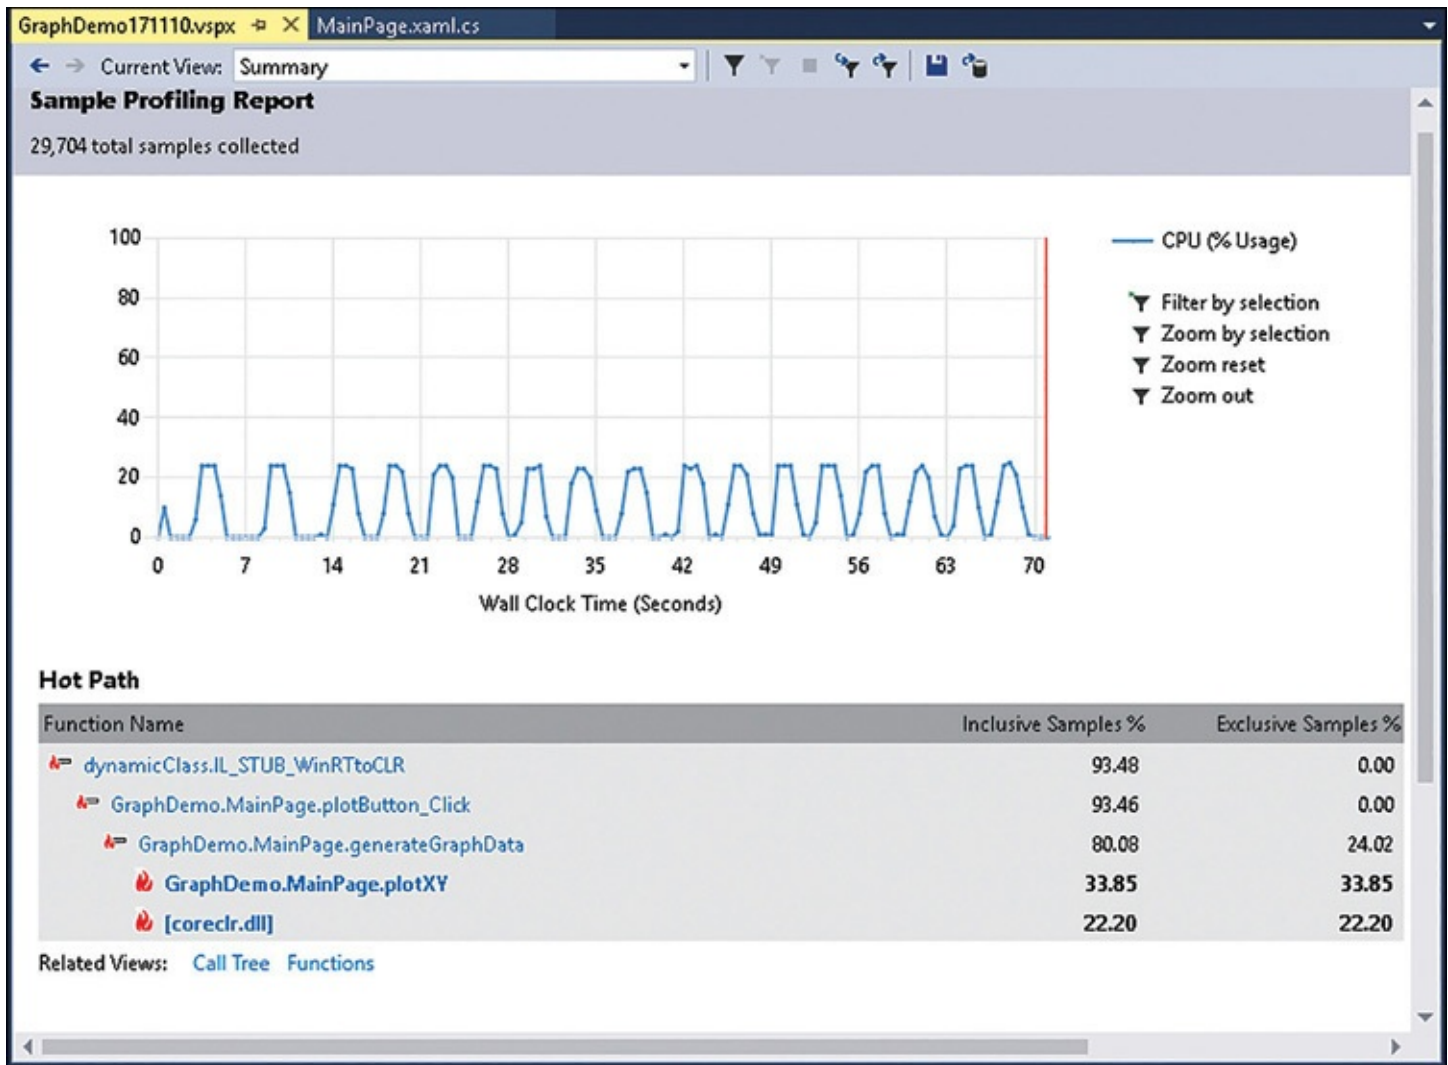 GraphDemo171110.vspx MainPage.xaml.cs
Current View: Summary
Sample Profiling Report
29,704 total samples collected
100
80
60
40
20
0
0 7 14 21 28 35 42 49 56 63 70
Wall Clock Time (Seconds)
CPU (% Usage)
Filter by selection
Zoom by selection
Zoom reset
Zoom out
Hot Path
Function Name Inclusive Samples % Exclusive Samples %
dynamicClass.IL_STUB_WinRTtoCLR 93.48 0.00
GraphDemo.MainPage.plotButton_Click 93.46 0.00
GraphDemo.MainPage.generateGraphData 80.08 24.02
GraphDemo.MainPage.plotXY 33.85 33.85
[coreclr.dll] 22.20 22.20
Related Views: Call Tree Functions